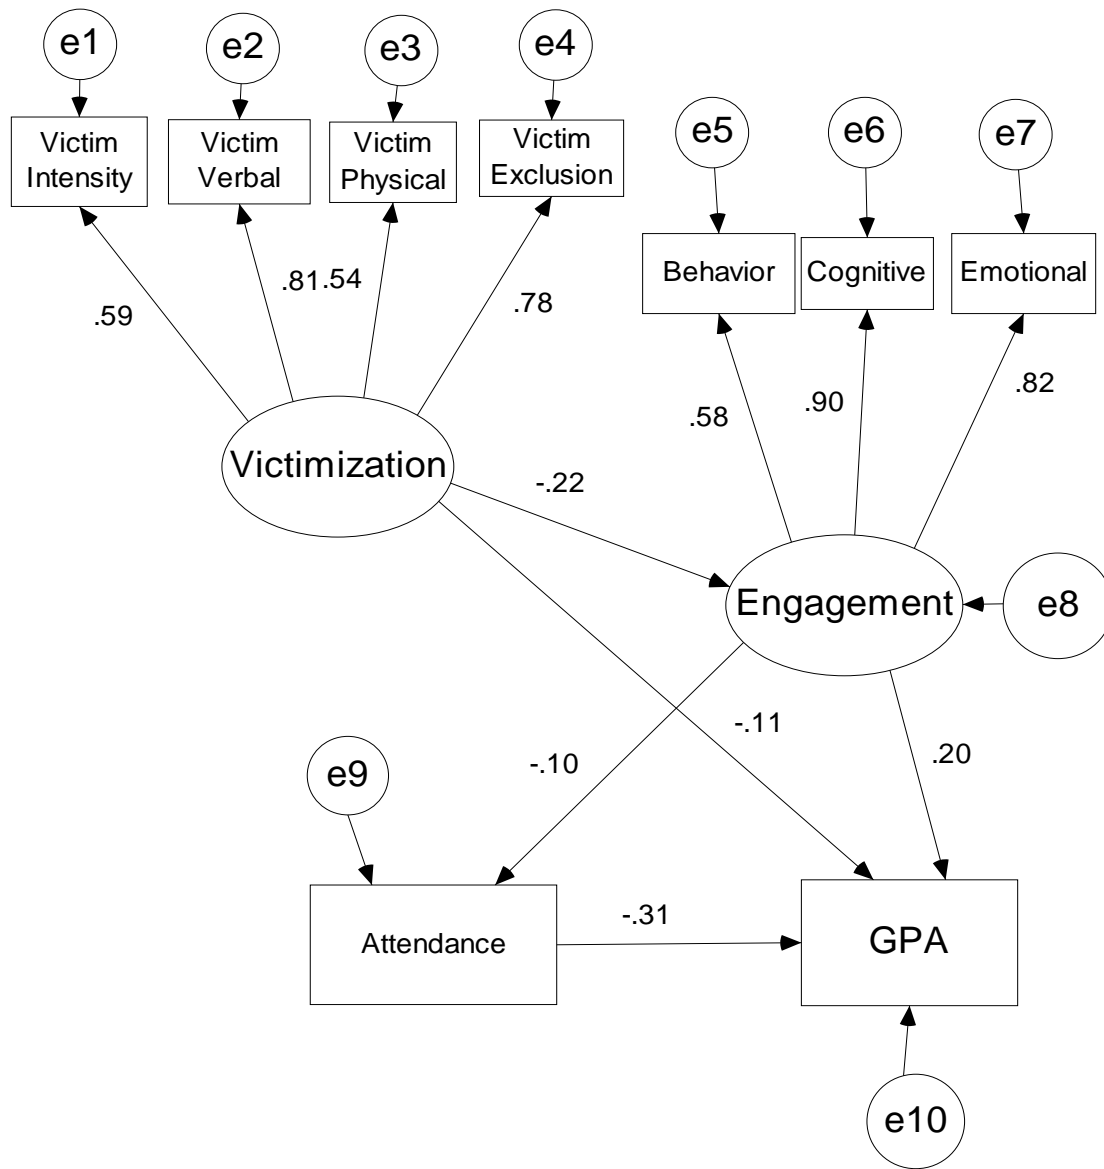 e1
e2
e3
e4
Victim
Intensity
Victim
Verbal
Victim
Physical
Victim
Exclusion
e5
e6
e7
Behavior
Cognitive
Emotional
.59
.81
.54
.78
.58
.90
.82
Victimization
-.22
Engagement
e8
-.10
-.11
.20
e9
Attendance
-.31
GPA
e10